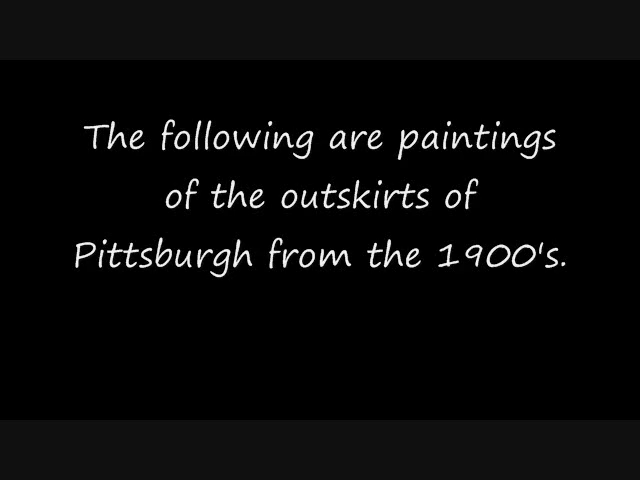 The following are paintings
of the outskirts of
Pittsburgh from the 1900's.